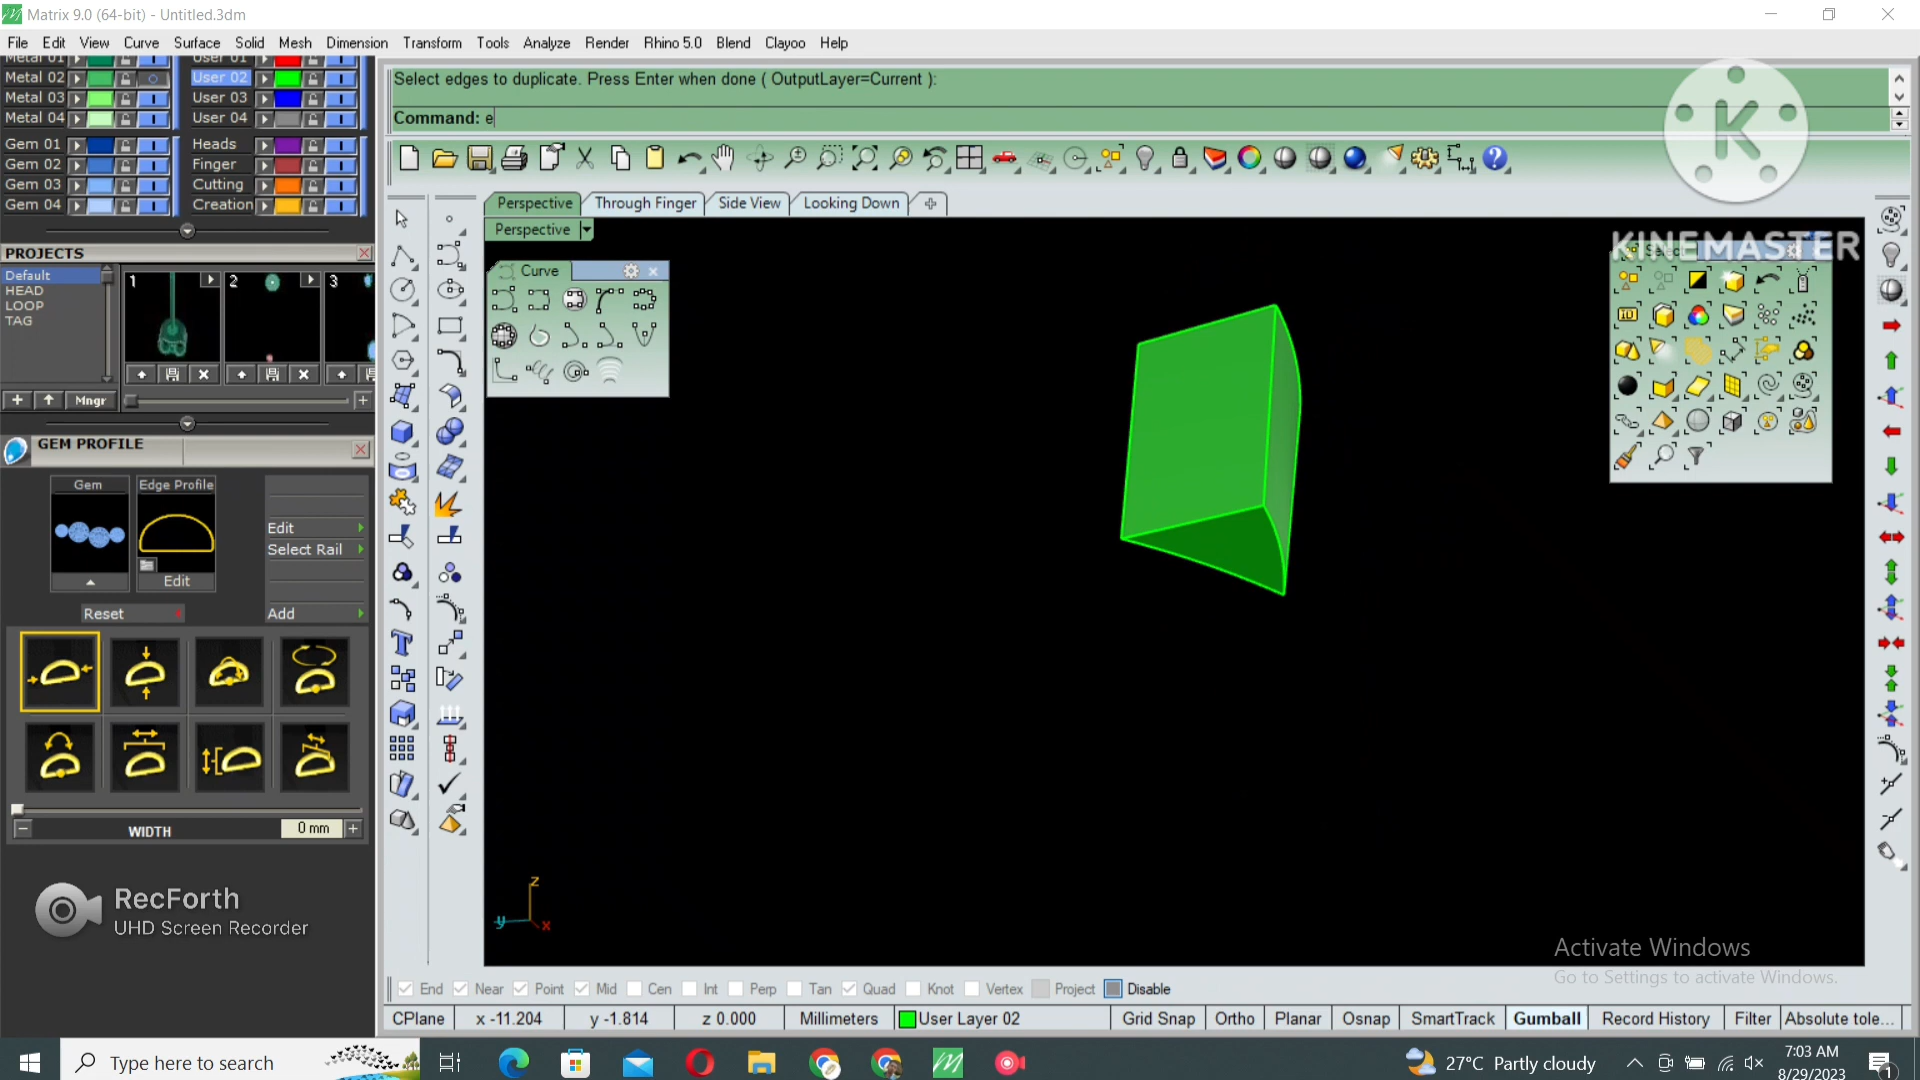 Matrix 9.0 (64-bit) - Untitled.3dm
File Edit View Curve Surface Solid Mesh Dimension Transform Tools Analyze Render Rhino 5.0 Blend Clayoo Help
Metal 01 User 01
Metal 02 User 02
Metal 03 User 03
Metal 04 User 04
Gem 01 Heads
Gem 02 Finger
Gem 03 Cutting
Gem 04 Creation
Select edges to duplicate. Press Enter when done ( OutputLayer=Current ):
Command: e
K
Perspective Through Finger Side View Looking Down
Perspective
KINEMASTER
Curve
PROJECTS
Default
HEAD
LOOP
TAG
1 2 3
Mngr
GEM PROFILE
Gem Edge Profile
Edit
Select Rail
Edit
Reset Add
WIDTH 0 mm
RecForth
UHD Screen Recorder
z
y x
Activate Windows
Go to Settings to activate Windows.
End Near Point Mid Cen Int Perp Tan Quad Knot Vertex Project Disable
CPlane x -11.204 y -1.814 z 0.000 Millimeters User Layer 02 Grid Snap Ortho Planar Osnap SmartTrack Gumball Record History Filter Absolute tole...
Type here to search
27°C Partly cloudy
7:03 AM
8/29/2023
1